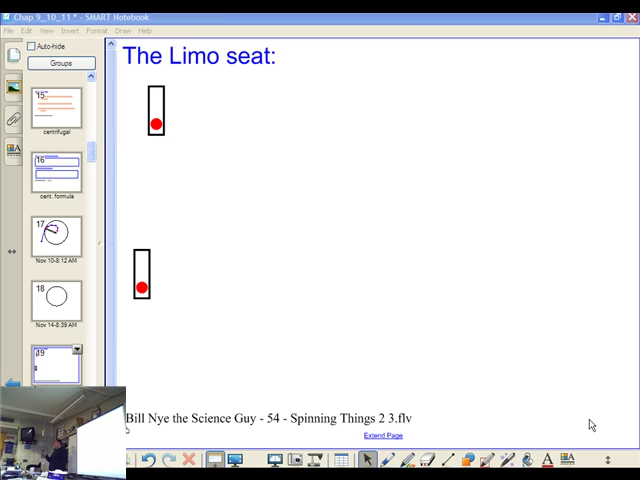 Chap 9_10_11 * - SMART Notebook
File Edit View Insert Format Draw Help
Auto-hide
Groups
15
centrifugal
16
cent. formula
17
Nov 10-8:12 AM
18
Nov 14-8:39 AM
19
The Limo seat:
Bill Nye the Science Guy - 54 - Spinning Things 2 3.flv
Extend Page